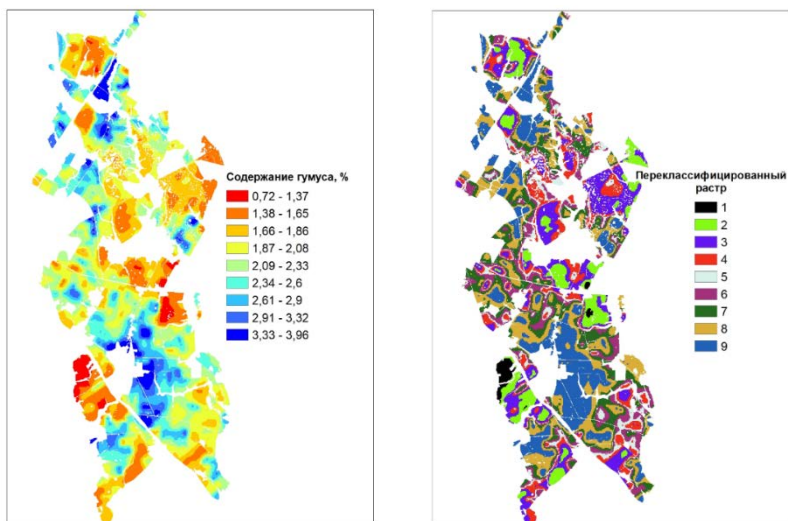 Содержание гумуса, %
0,72 - 1,37
1,38 - 1,65
1,66 - 1,86
1,87 - 2,08
2,09 - 2,33
2,34 - 2,6
2,61 - 2,9
2,91 - 3,32
3,33 - 3,96
Переклассифицированный
растр
1
2
3
4
5
6
7
8
9